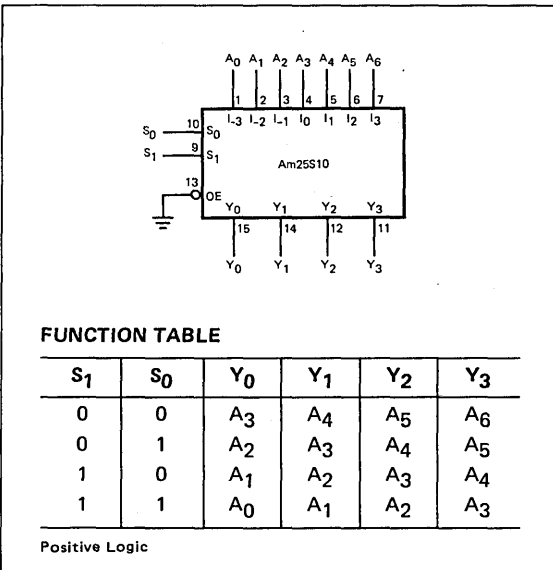 A0 A1 A2 A3 A4 A5 A6
1 2 3 4 5 6 7
I-3 I-2 I-1 I0 I1 I2 I3
S0 10 S0
S1 9 S1
Am25S10
13 OE
Y0 Y1 Y2 Y3
15 14 12 11
Y0 Y1 Y2 Y3
FUNCTION TABLE
S1 S0 Y0 Y1 Y2 Y3
0 0 A3 A4 A5 A6
0 1 A2 A3 A4 A5
1 0 A1 A2 A3 A4
1 1 A0 A1 A2 A3
Positive Logic